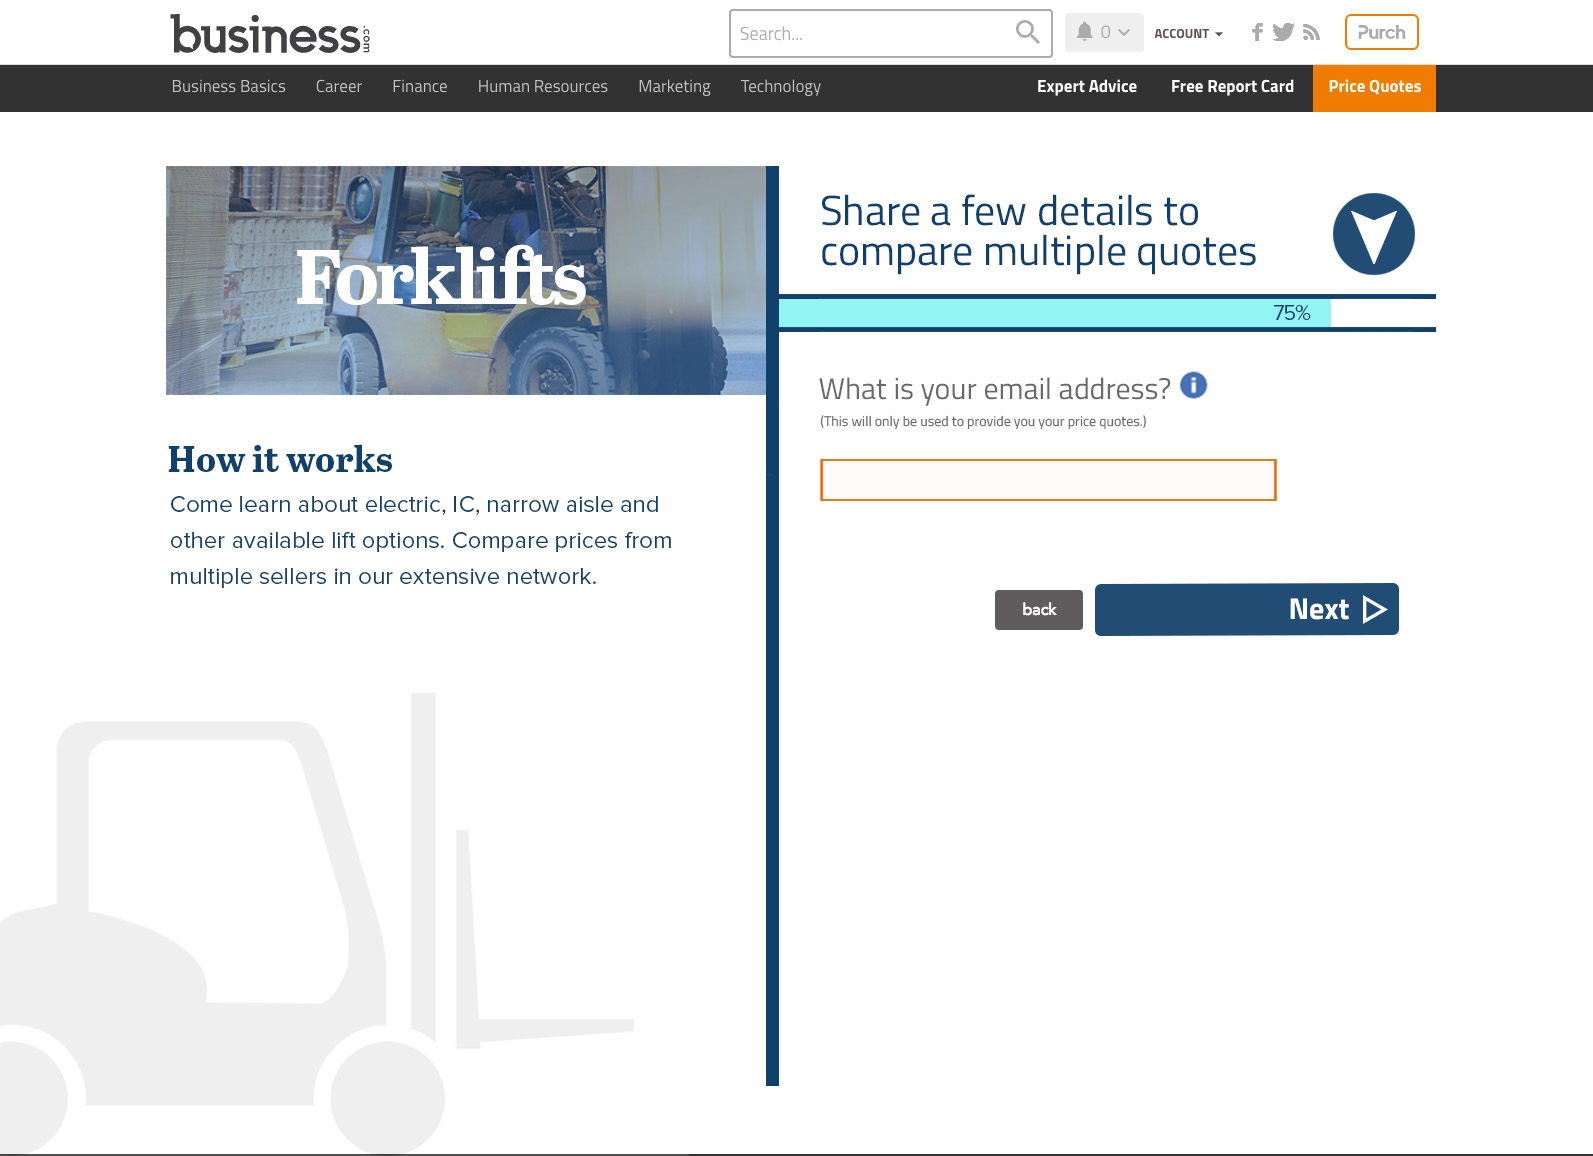 business.com
Search...
0
ACCOUNT
Purch
Business Basics Career Finance Human Resources Marketing Technology Expert Advice Free Report Card Price Quotes
Forklifts
Share a few details to
compare multiple quotes
75%
What is your email address? i
(This will only be used to provide you your price quotes.)
back
Next
How it works
Come learn about electric, IC, narrow aisle and
other available lift options. Compare prices from
multiple sellers in our extensive network.